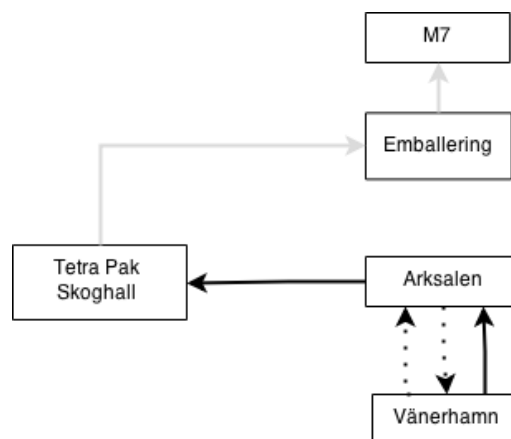 M7
Emballering
Tetra Pak
Skoghall
Arksalen
Vänerhamn